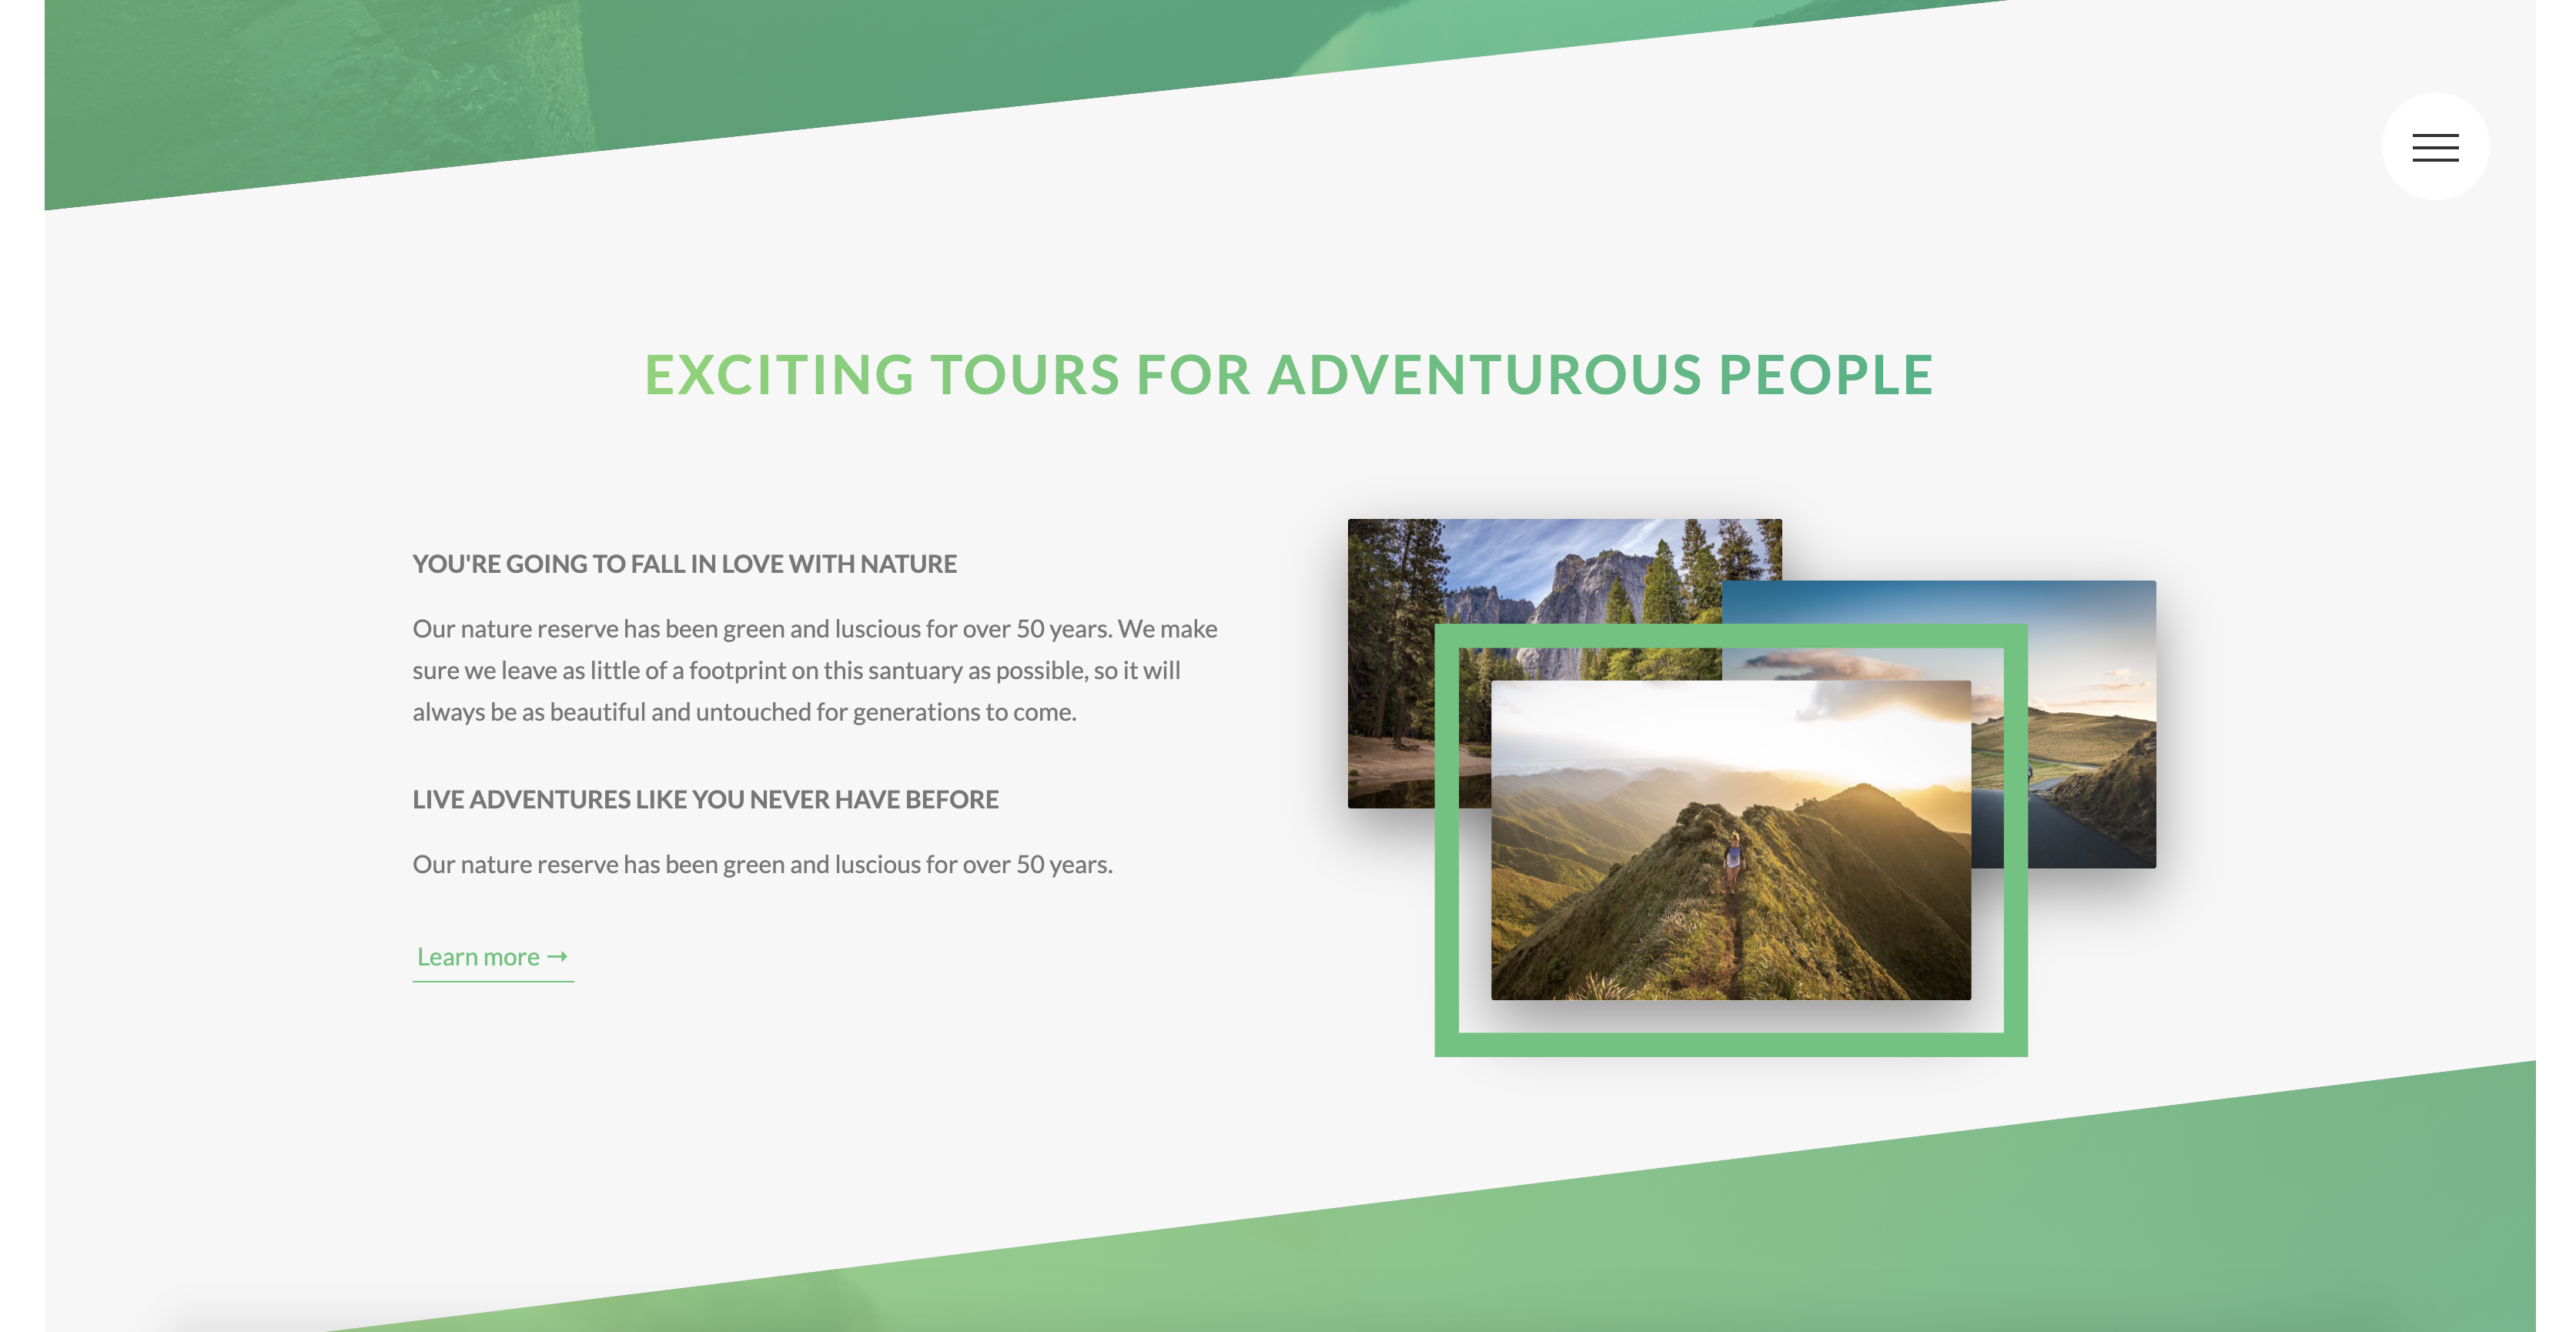 EXCITING TOURS FOR ADVENTUROUS PEOPLE
YOU'RE GOING TO FALL IN LOVE WITH NATURE
Our nature reserve has been green and luscious for over 50 years. We make
sure we leave as little of a footprint on this santuary as possible, so it will
always be as beautiful and untouched for generations to come.
LIVE ADVENTURES LIKE YOU NEVER HAVE BEFORE
Our nature reserve has been green and luscious for over 50 years.
Learn more →